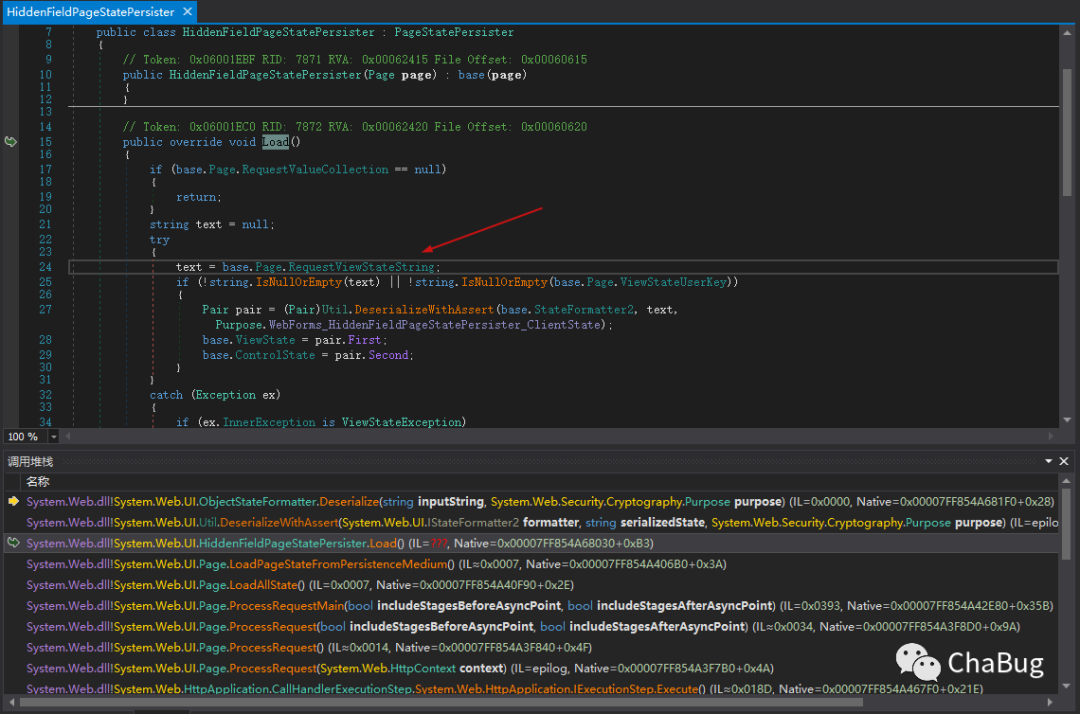 HiddenFieldPageStatePersister ✕
7 public class HiddenFieldPageStatePersister : PageStatePersister
8 {
9 // Token: 0x06001EBF RID: 7871 RVA: 0x00062415 File Offset: 0x00060615
10 public HiddenFieldPageStatePersister(Page page) : base(page)
11 {
12 }
13
14 // Token: 0x06001EC0 RID: 7872 RVA: 0x00062420 File Offset: 0x00060620
15 public override void Load()
16 {
17 if (base.Page.RequestValueCollection == null)
18 {
19 return;
20 }
21 string text = null;
22 try
23 {
24 text = base.Page.RequestViewStateString;
25 if (!string.IsNullOrEmpty(text) || !string.IsNullOrEmpty(base.Page.ViewStateUserKey))
26 {
27 Pair pair = (Pair)Util.DeserializeWithAssert(base.StateFormatter2, text,
Purpose.WebForms_HiddenFieldPageStatePersister_ClientState);
28 base.ViewState = pair.First;
29 base.ControlState = pair.Second;
30 }
31 }
32 catch (Exception ex)
33 {
34 if (ex.InnerException is ViewStateException)
100 %
调用堆栈
名称
System.Web.dll!System.Web.UI.ObjectStateFormatter.Deserialize(string inputString, System.Web.Security.Cryptography.Purpose purpose) (IL=0x0000, Native=0x00007FF854A681F0+0x28)
System.Web.dll!System.Web.UI.Util.DeserializeWithAssert(System.Web.UI.IStateFormatter2 formatter, string serializedState, System.Web.Security.Cryptography.Purpose purpose) (IL=epilo
System.Web.dll!System.Web.UI.HiddenFieldPageStatePersister.Load() (IL=???, Native=0x00007FF854A68030+0xB3)
System.Web.dll!System.Web.UI.Page.LoadPageStateFromPersistenceMedium() (IL≈0x0007, Native=0x00007FF854A406B0+0x3A)
System.Web.dll!System.Web.UI.Page.LoadAllState() (IL=0x0007, Native=0x00007FF854A40F90+0x2E)
System.Web.dll!System.Web.UI.Page.ProcessRequestMain(bool includeStagesBeforeAsyncPoint, bool includeStagesAfterAsyncPoint) (IL=0x0393, Native=0x00007FF854A42E80+0x35B)
System.Web.dll!System.Web.UI.Page.ProcessRequest(bool includeStagesBeforeAsyncPoint, bool includeStagesAfterAsyncPoint) (IL≈0x0034, Native=0x00007FF854A3F8D0+0x9A)
System.Web.dll!System.Web.UI.Page.ProcessRequest() (IL≈0x0014, Native=0x00007FF854A3F840+0x4F)
System.Web.dll!System.Web.UI.Page.ProcessRequest(System.Web.HttpContext context) (IL=epilog, Native=0x00007FF854A3F7B0+0x4A)
System.Web.dll!System.Web.HttpApplication.CallHandlerExecutionStep.System.Web.HttpApplication.IExecutionStep.Execute() (IL≈0x018D, Native=0x00007FF854A467F0+0x21E)
ChaBug